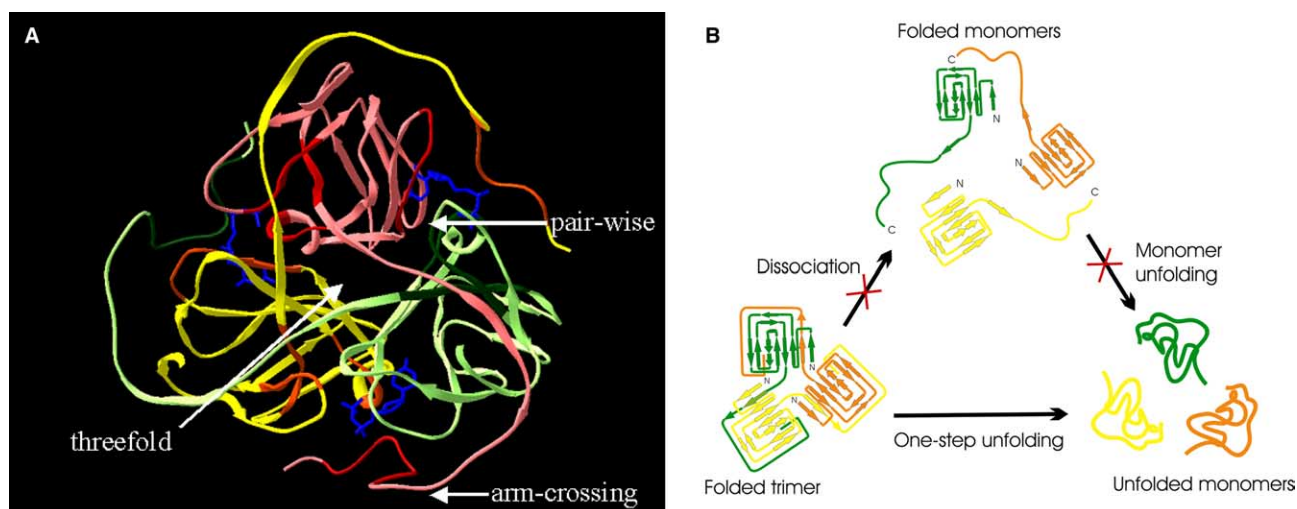 A
pair-wise
threefold
arm-crossing
B
Folded monomers
C
N
N
N
C
C
Dissociation
Monomer
unfolding
N
N
N
One-step unfolding
Folded trimer
Unfolded monomers